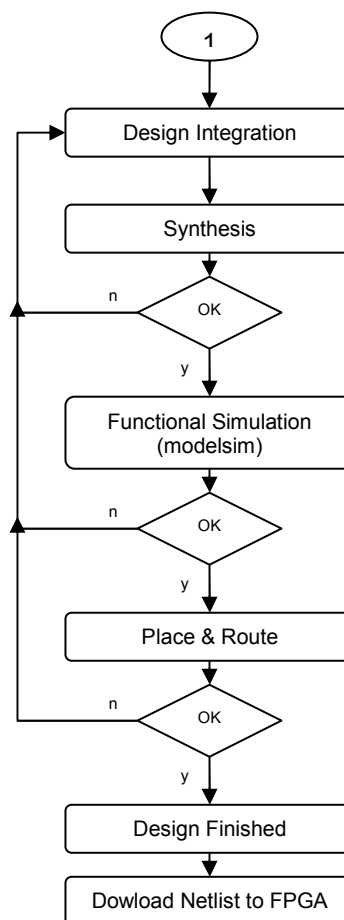 1
Design Integration
Synthesis
n
OK
y
Functional Simulation
(modelsim)
n
OK
y
Place & Route
n
OK
y
Design Finished
Dowload Netlist to FPGA